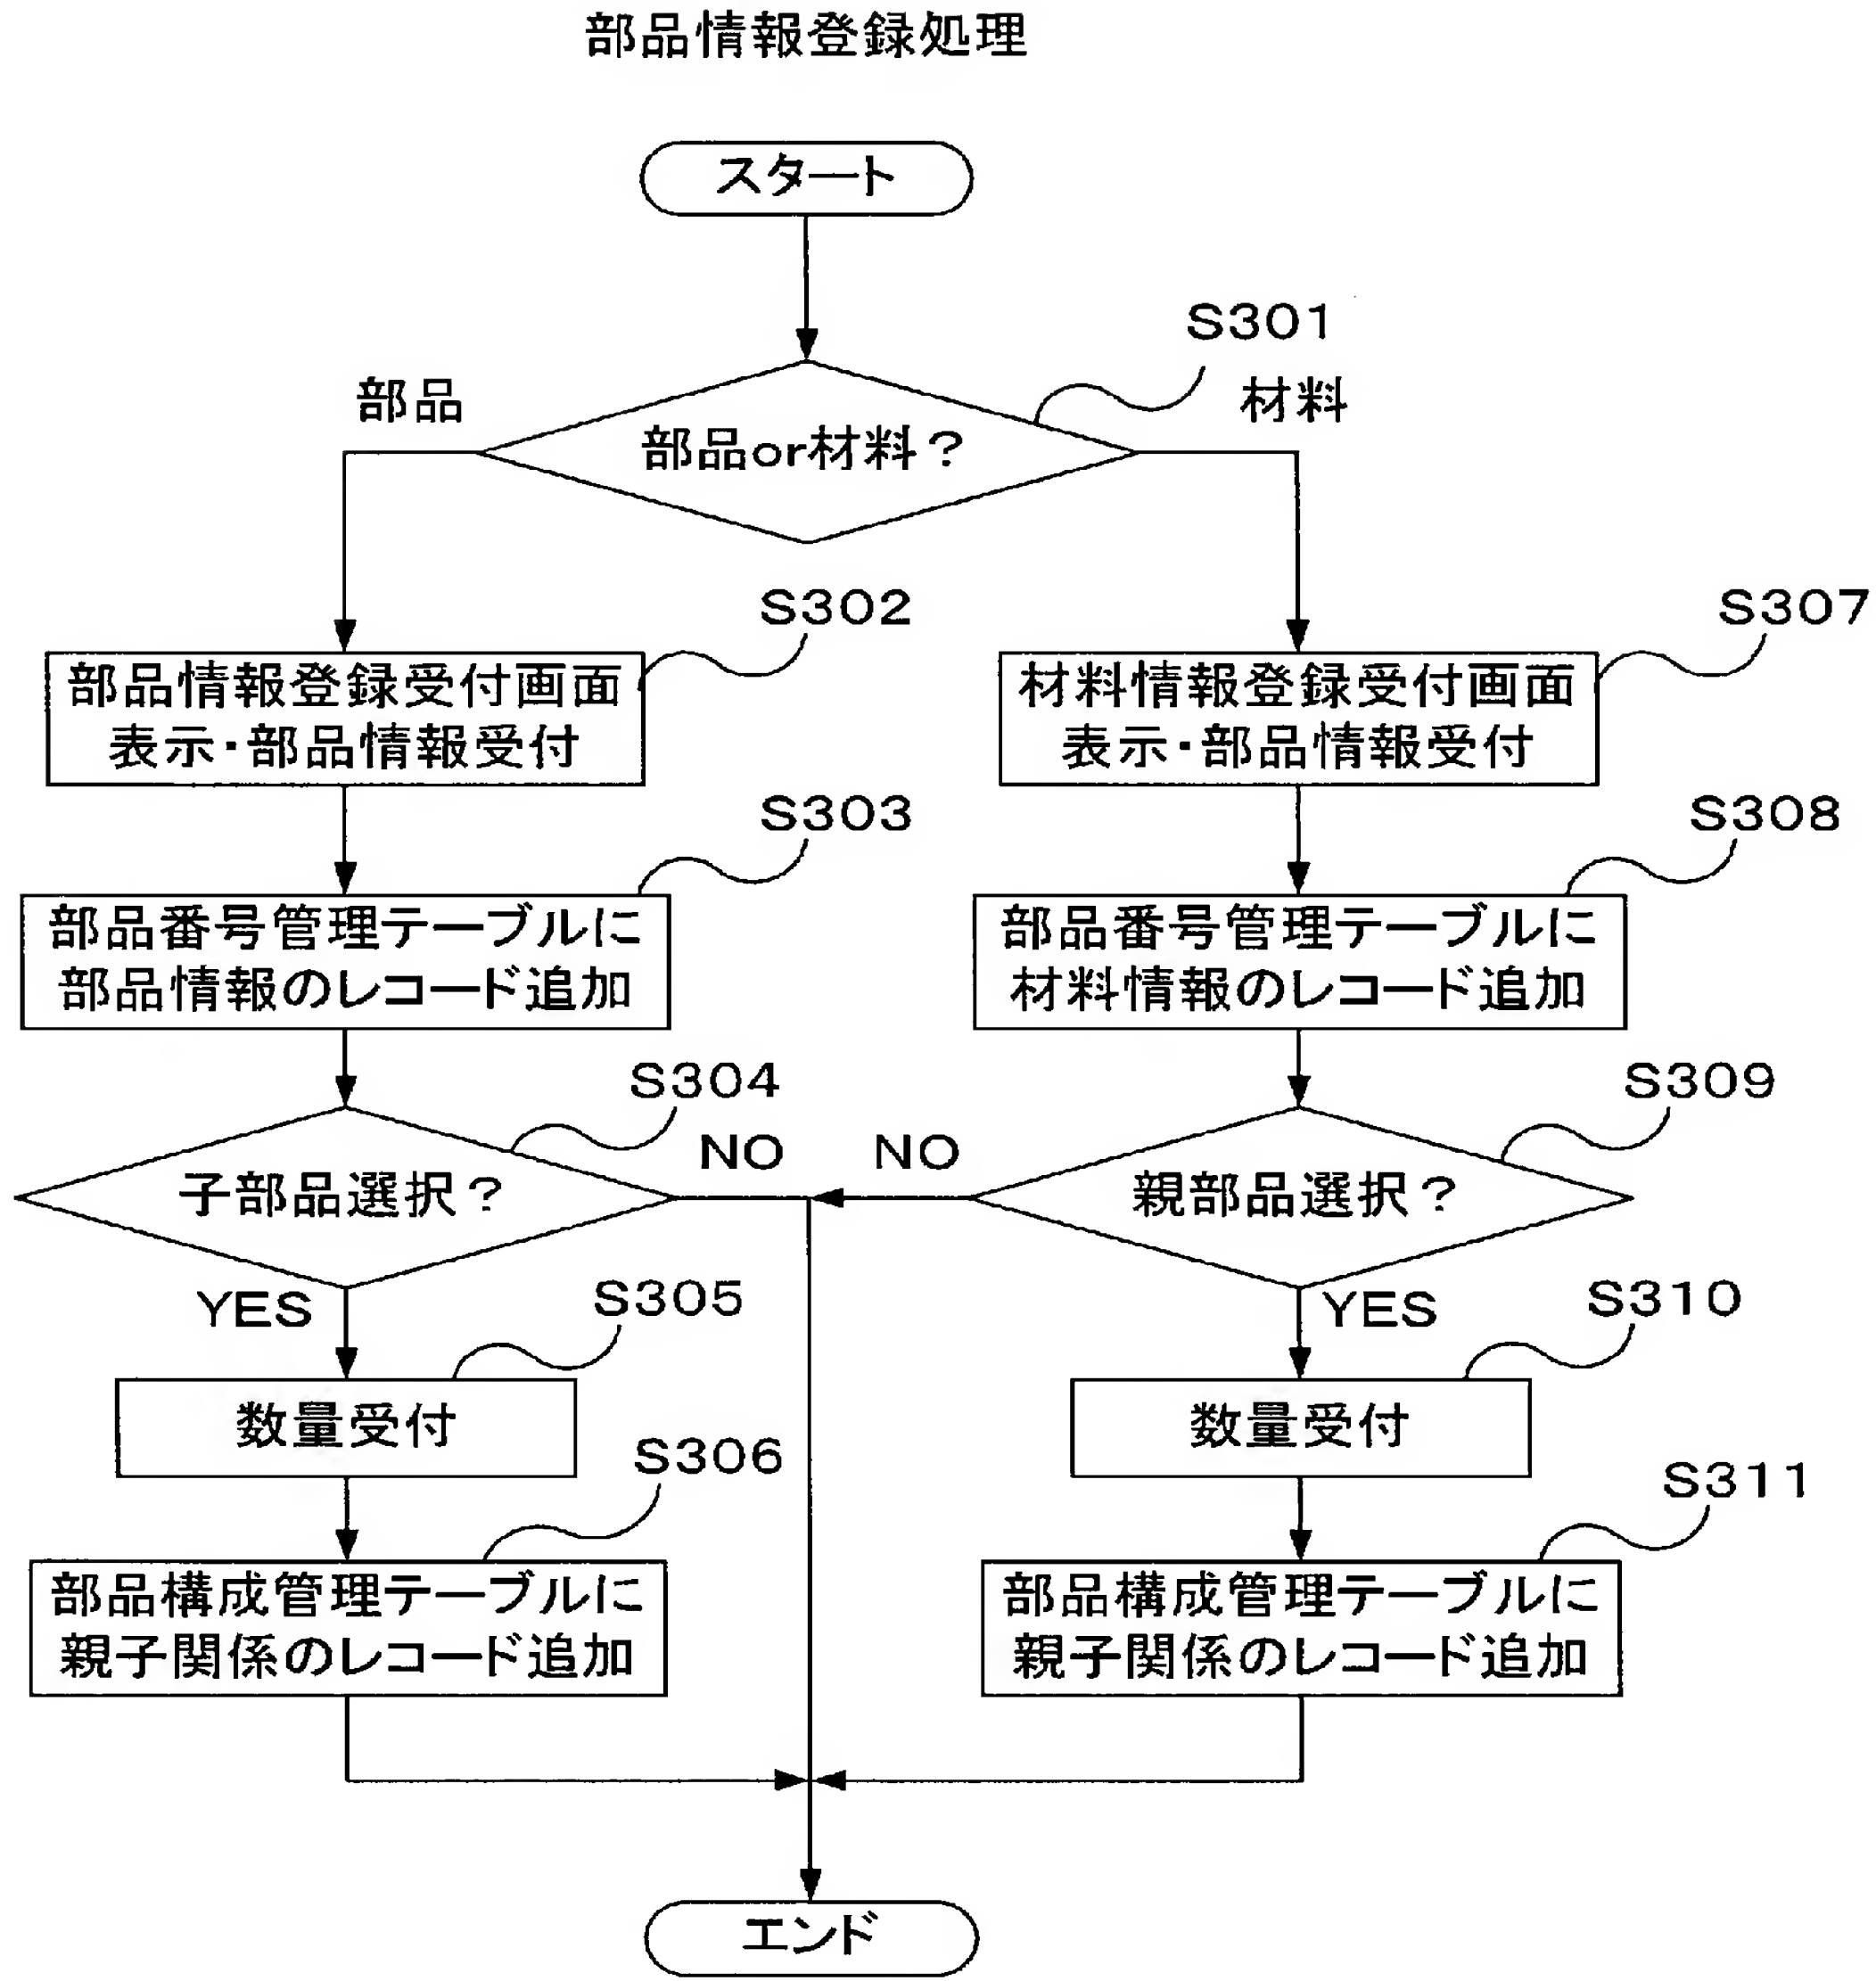 部品情報登録処理
スタート
S301
部品
材料
部品or材料？
S302
S307
部品情報登録受付画面
表示・部品情報受付
材料情報登録受付画面
表示・部品情報受付
S303
S308
部品番号管理テーブルに
部品情報のレコード追加
部品番号管理テーブルに
材料情報のレコード追加
S304
S309
子部品選択？
NO
NO
親部品選択？
YES
S305
YES
S310
数量受付
数量受付
S306
S311
部品構成管理テーブルに
親子関係のレコード追加
部品構成管理テーブルに
親子関係のレコード追加
エンド